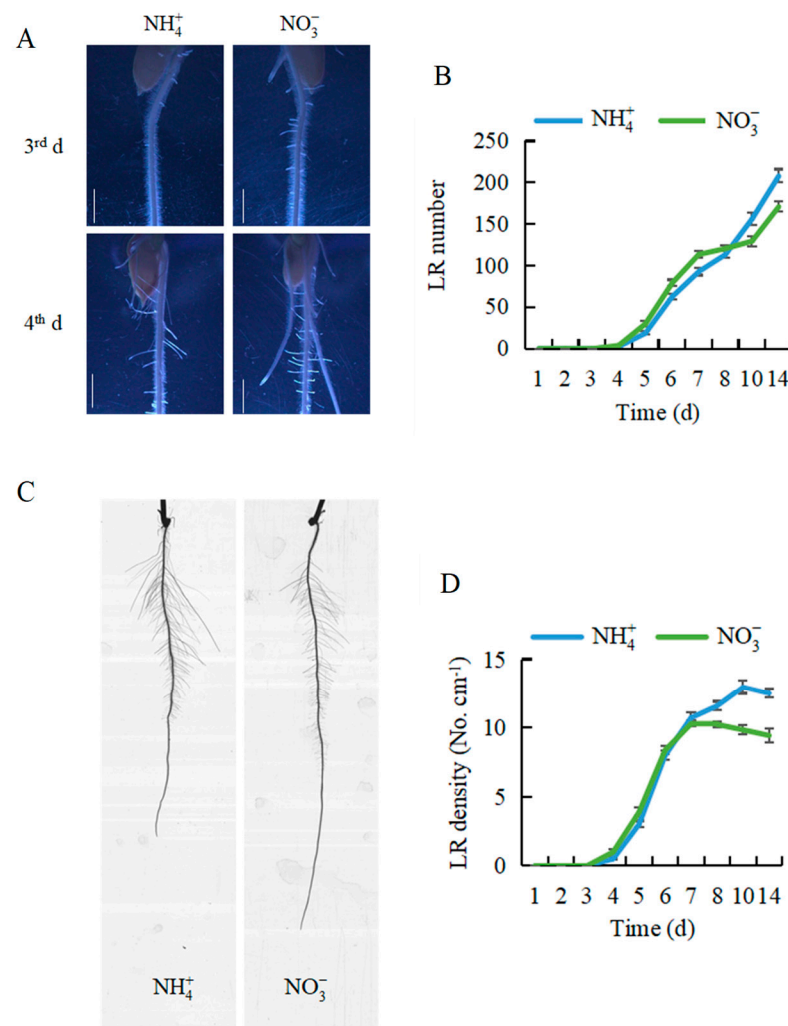 A
NH₄⁺ NO₃⁻
3ʳᵈ d
4ᵗʰ d
B
NH₄⁺ NO₃⁻
LR number
250
200
150
100
50
0
1 2 3 4 5 6 7 8 10 14
Time (d)
C
NH₄⁺ NO₃⁻
D
NH₄⁺ NO₃⁻
LR density (No. cm⁻¹)
15
10
5
0
1 2 3 4 5 6 7 8 10 14
Time (d)